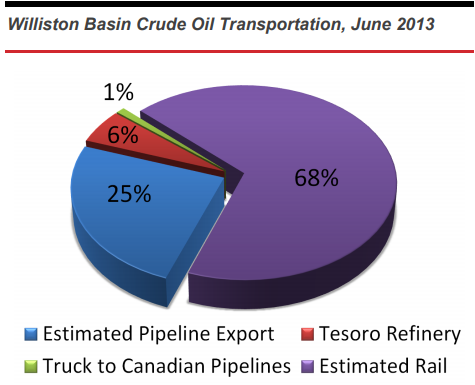 Williston Basin Crude Oil Transportation, June 2013
1%
6%
68%
25%
Estimated Pipeline Export Tesoro Refinery
Truck to Canadian Pipelines Estimated Rail